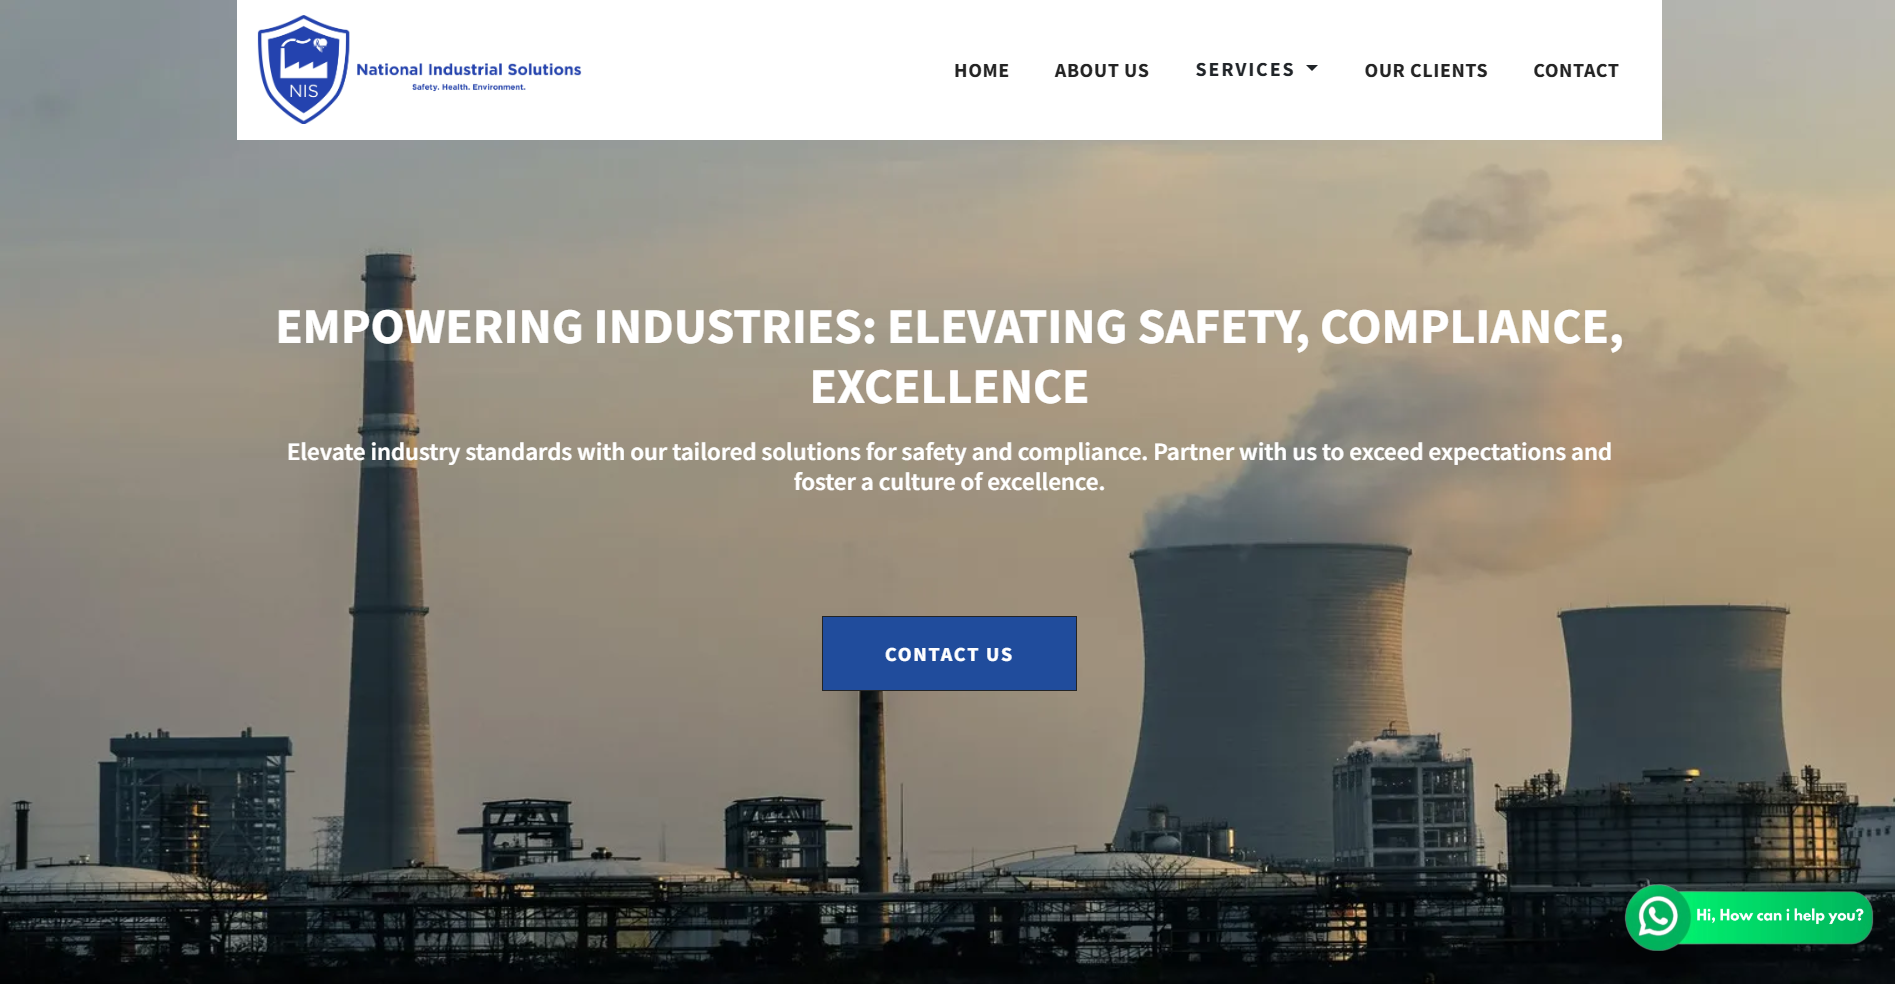 NIS
National Industrial Solutions
Safety. Health. Environment.
HOME
ABOUT US
SERVICES
OUR CLIENTS
CONTACT
EMPOWERING INDUSTRIES: ELEVATING SAFETY, COMPLIANCE,
EXCELLENCE
Elevate industry standards with our tailored solutions for safety and compliance. Partner with us to exceed expectations and
foster a culture of excellence.
CONTACT US
Hi, How can i help you?